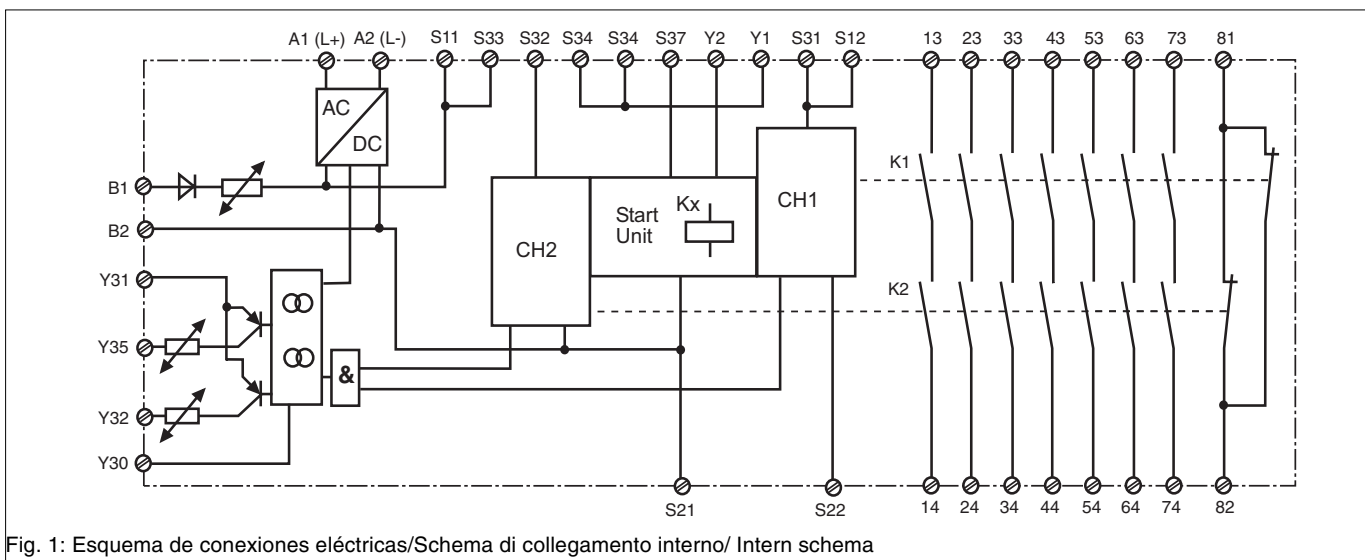 A1 (L+) A2 (L-) S11 S33 S32 S34 S34 S37 Y2 Y1 S31 S12 13 23 33 43 53 63 73 81
AC
DC
B1
B2
Y31
Y35
Y32
Y30
&
CH2
Start
Unit
Kx
CH1
K1
K2
S21 S22 14 24 34 44 54 64 74 82
Fig. 1: Esquema de conexiones eléctricas/Schema di collegamento interno/ Intern schema